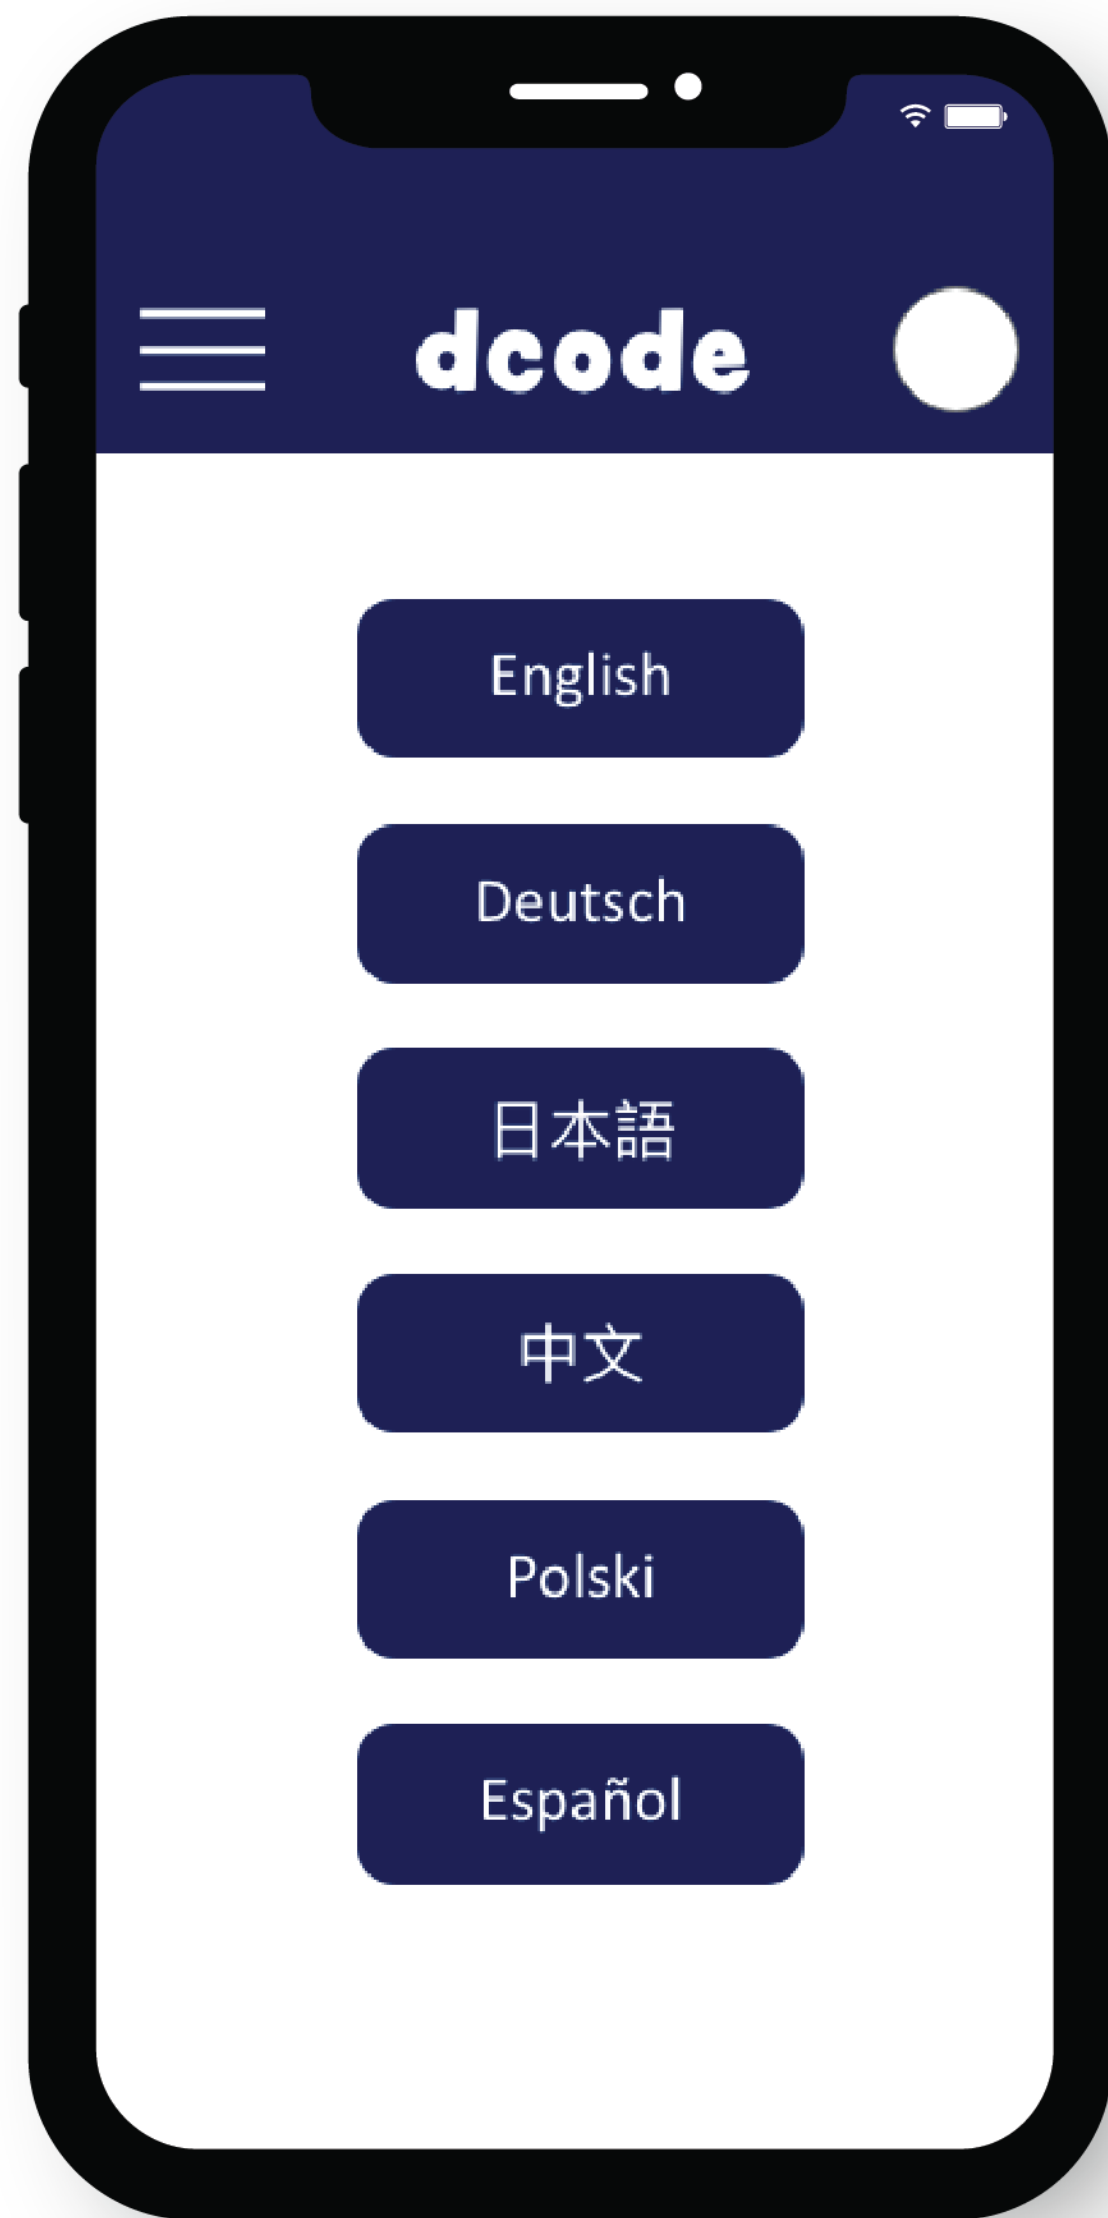 dcode
English
Deutsch
日本語
中文
Polski
Español